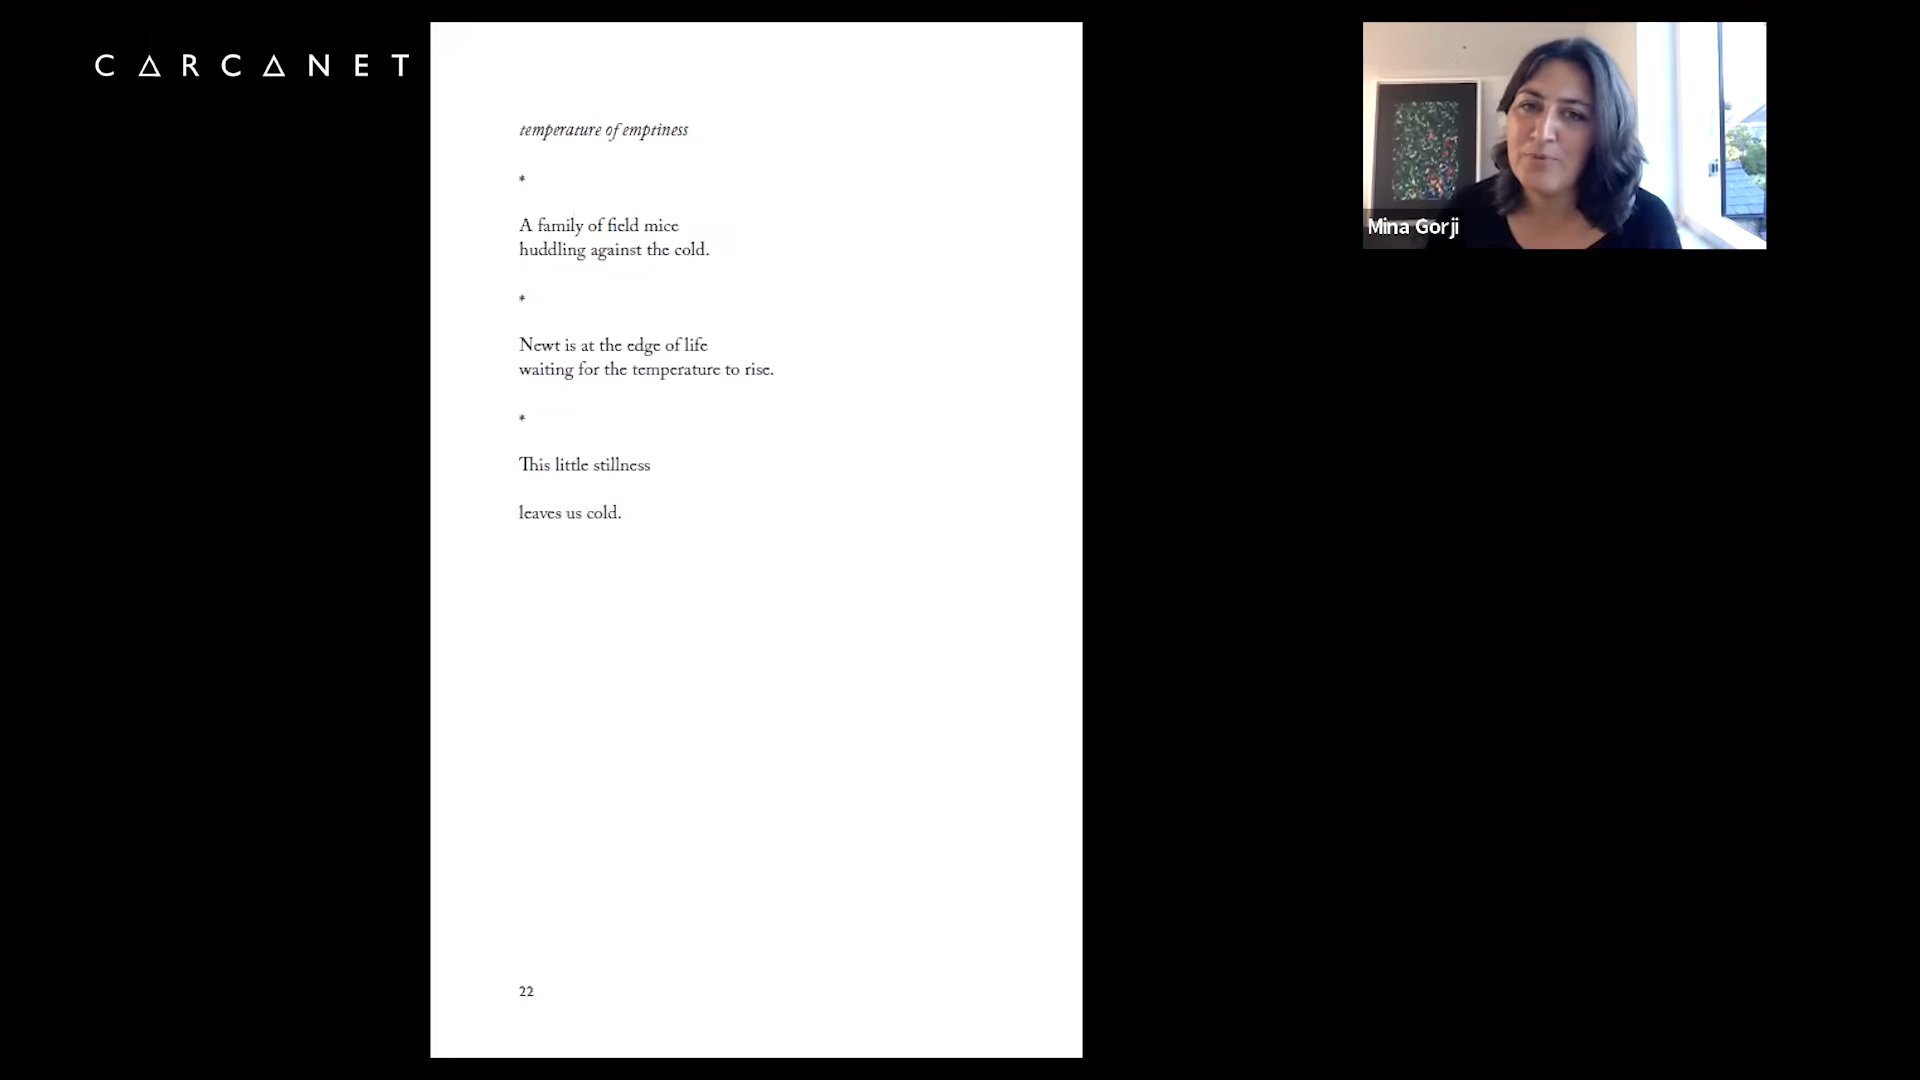 CARCANET
temperature of emptiness
*
A family of field mice
huddling against the cold.
*
Newt is at the edge of life
waiting for the temperature to rise.
*
This little stillness
leaves us cold.
22
Mina Gorji